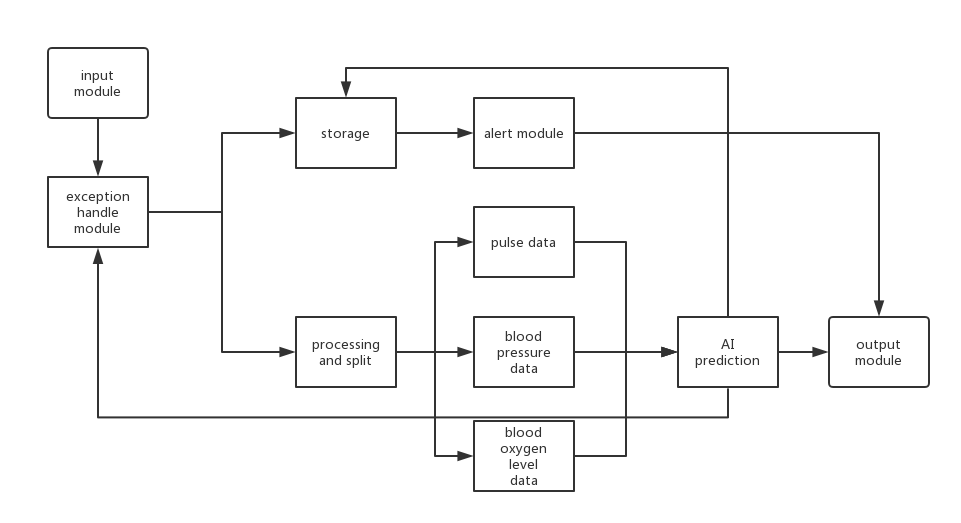 input
module
storage
alert module
exception
handle
module
pulse data
processing
and split
blood
pressure
data
AI
prediction
output
module
blood
oxygen
level
data